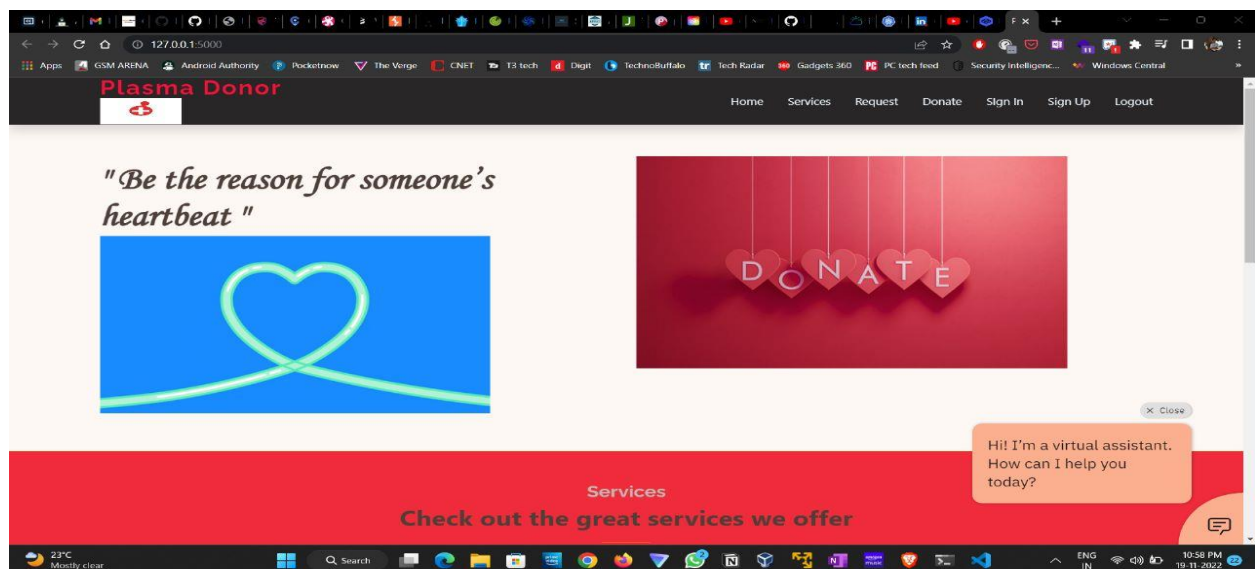 127.0.0.1:5000
Apps GSM ARENA Android Authority Pocketnow The Verge CNET T3 tech Digit TechnoBuffalo Tech Radar Gadgets 360 PC tech feed Security Intelligenc... Windows Central »
Plasma Donor
Home Services Request Donate SIgn In Sign Up Logout
"Be the reason for someone’s
heartbeat "
DONATE
× Close
Hi! I’m a virtual assistant.
How can I help you
today?
Services
Check out the great services we offer
23°C
Mostly clear
Search
ENG
IN
10:58 PM
19-11-2022
22